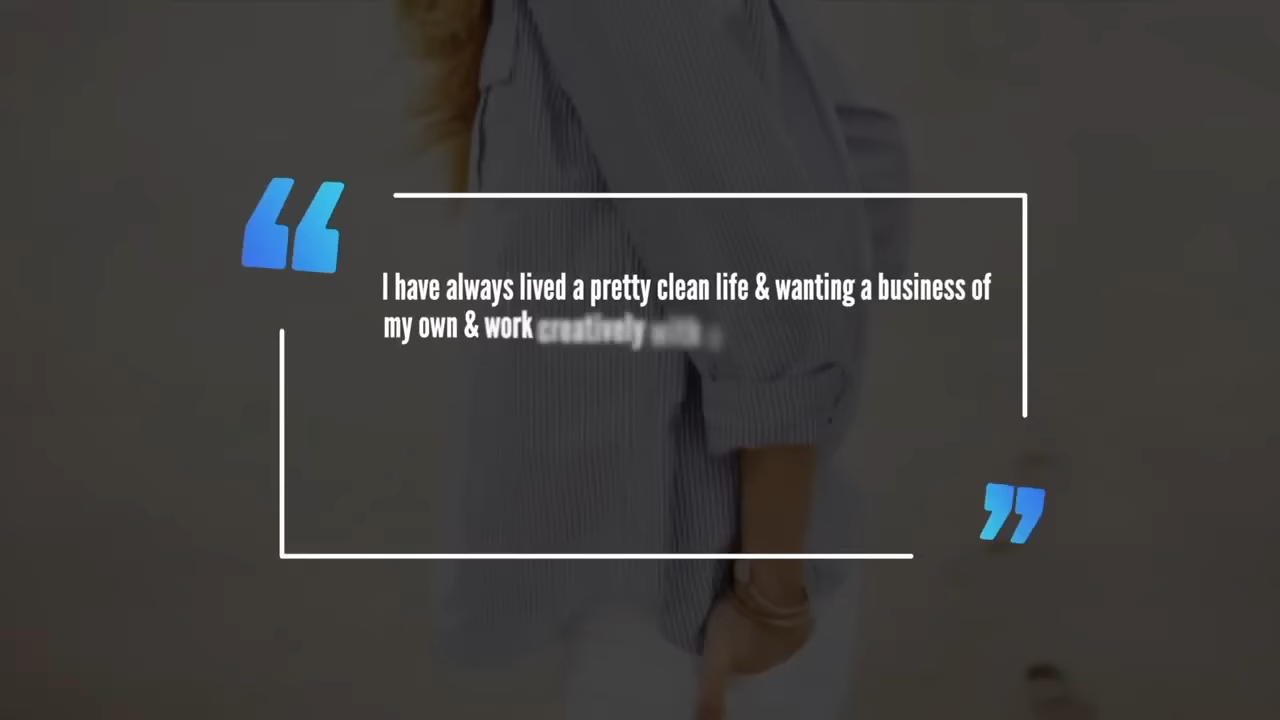 I have always lived a pretty clean life & wanting a business of
my own & work creatively with